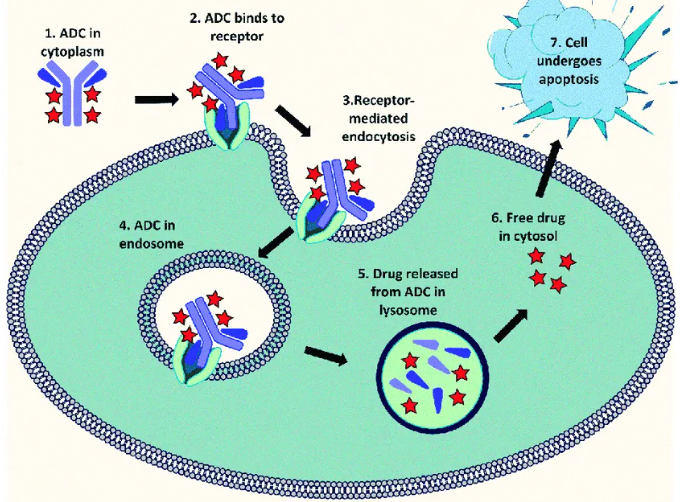 1. ADC in
cytoplasm
2. ADC binds to
receptor
3.Receptor-
mediated
endocytosis
4. ADC in
endosome
5. Drug released
from ADC in
lysosome
6. Free drug
in cytosol
7. Cell
undergoes
apoptosis